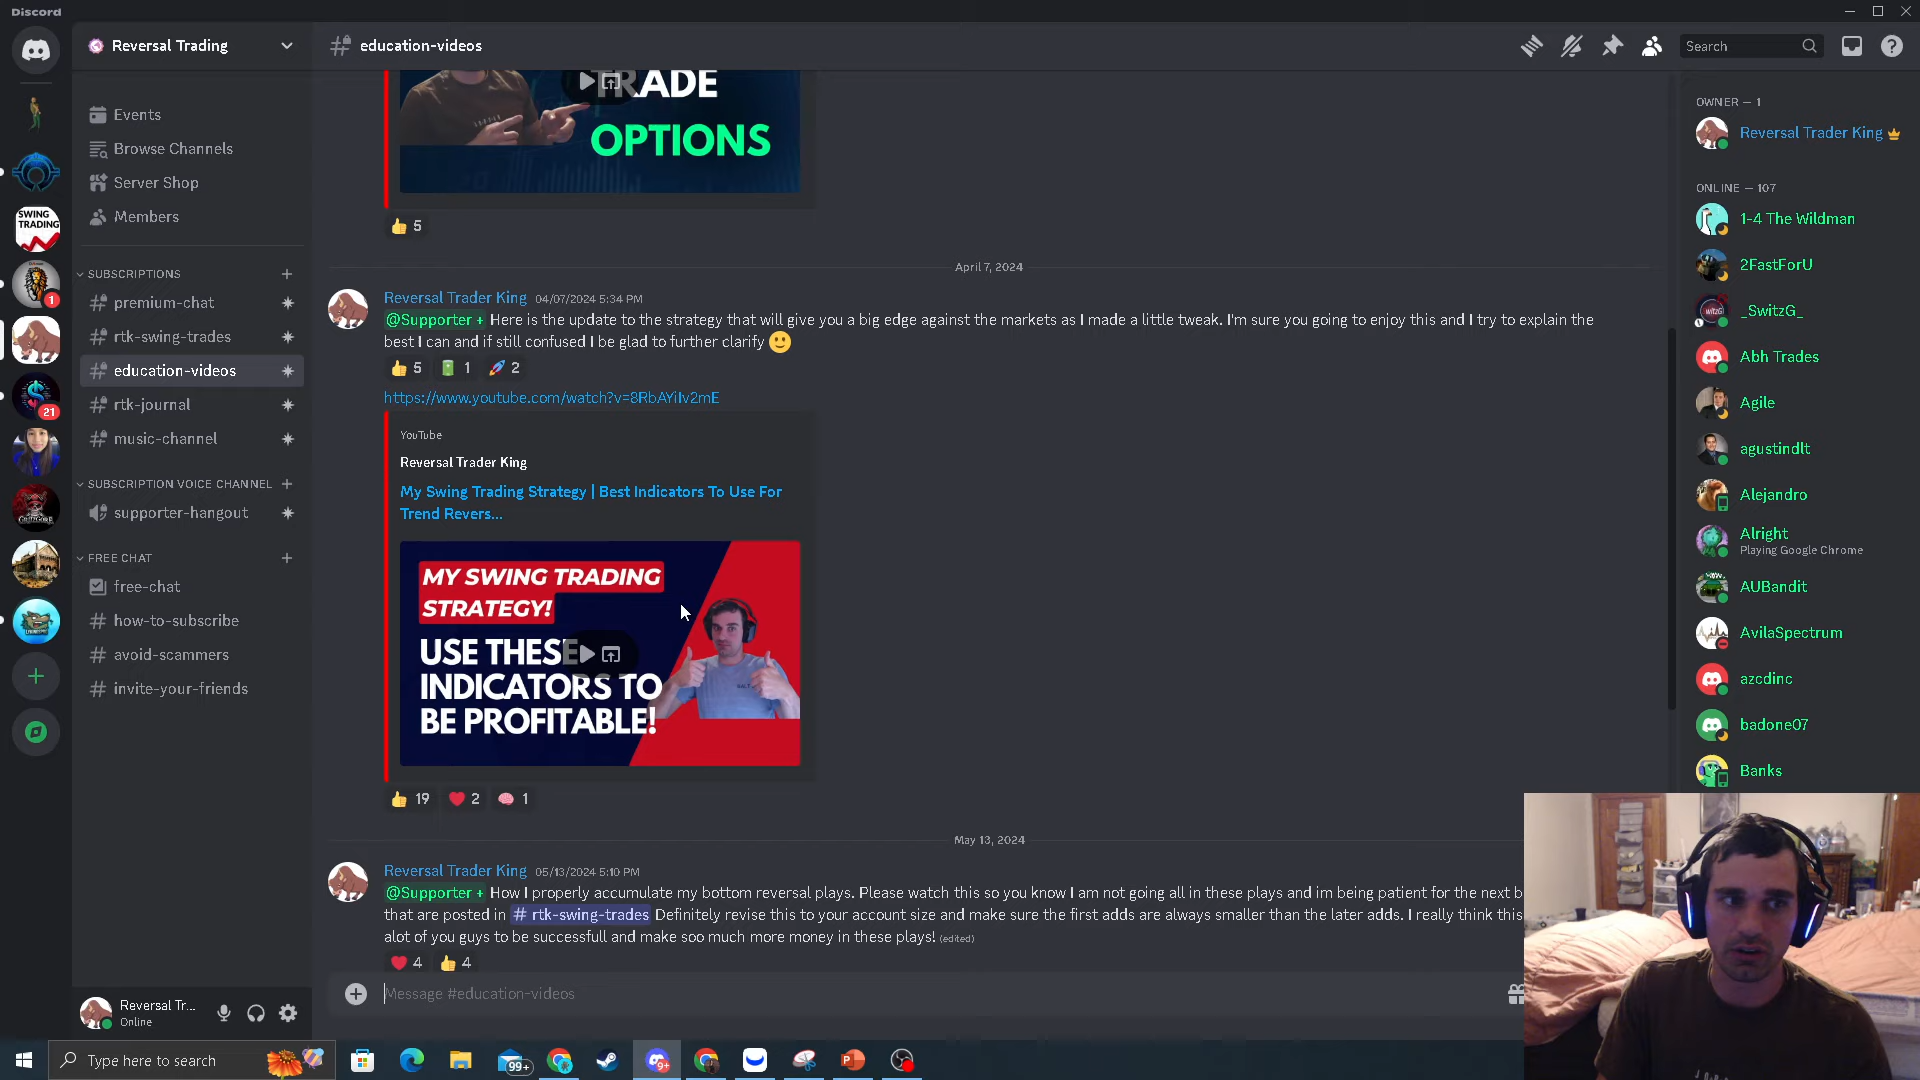 Discord
Reversal Trading
education-videos
Search
Events
Browse Channels
Server Shop
Members
SUBSCRIPTIONS
premium-chat
rtk-swing-trades
education-videos
rtk-journal
music-channel
SUBSCRIPTION VOICE CHANNEL
supporter-hangout
FREE CHAT
free-chat
how-to-subscribe
avoid-scammers
invite-your-friends
SWING
TRADING
1
21
TRADE
OPTIONS
5
April 7, 2024
Reversal Trader King 04/07/2024 5:34 PM
@Supporter + Here is the update to the strategy that will give you a big edge against the markets as I made a little tweak. I'm sure you going to enjoy this and I try to explain the
best I can and if still confused I be glad to further clarify
5 1 2
https://www.youtube.com/watch?v=8RbAYiIv2mE
YouTube
Reversal Trader King
My Swing Trading Strategy | Best Indicators To Use For
Trend Revers...
MY SWING TRADING
STRATEGY!
USE THESE
INDICATORS TO
BE PROFITABLE!
19 2 1
May 13, 2024
Reversal Trader King 05/13/2024 5:10 PM
@Supporter + How I properly accumulate my bottom reversal plays. Please watch this so you know I am not going all in these plays and im being patient for the next b
that are posted in # rtk-swing-trades Definitely revise this to your account size and make sure the first adds are always smaller than the later adds. I really think this
alot of you guys to be successfull and make soo much more money in these plays! (edited)
4 4
Message #education-videos
OWNER — 1
Reversal Trader King
ONLINE — 107
1-4 The Wildman
2FastForU
_SwitzG_
Abh Trades
Agile
agustindlt
Alejandro
Alright
Playing Google Chrome
AUBandit
AvilaSpectrum
azcdinc
badone07
Banks
Reversal Tr...
Online
Type here to search
99+
9+